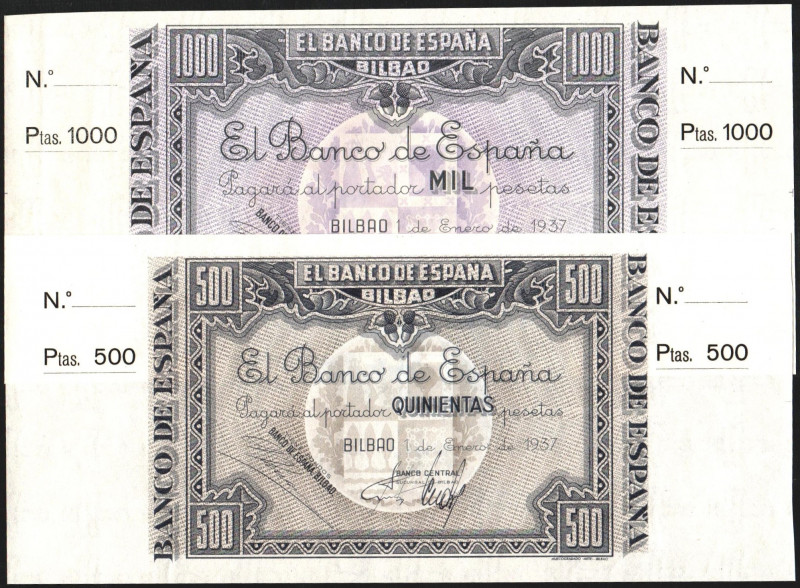 N.º
Ptas. 1000
BANCO DE ESPAÑA
1000
EL BANCO DE ESPAÑA
BILBAO
1000
El Banco de España
Pagará al portador MIL pesetas
BILBAO 1 de Enero de 1937
BANCO DE
BANCO DE ES
N.º
Ptas. 1000
N.º
Ptas. 500
BANCO DE ESPAÑA
500
EL BANCO DE ESPAÑA
BILBAO
500
El Banco de España
Pagará al portador QUINIENTAS pesetas
BILBAO 1 de Enero de 1937
BANCO DE ESPAÑA-BILBAO
BANCO CENTRAL
SUCURSAL - BILBAO
500
500
BANCO DE ESPAÑA
N.º
Ptas. 500